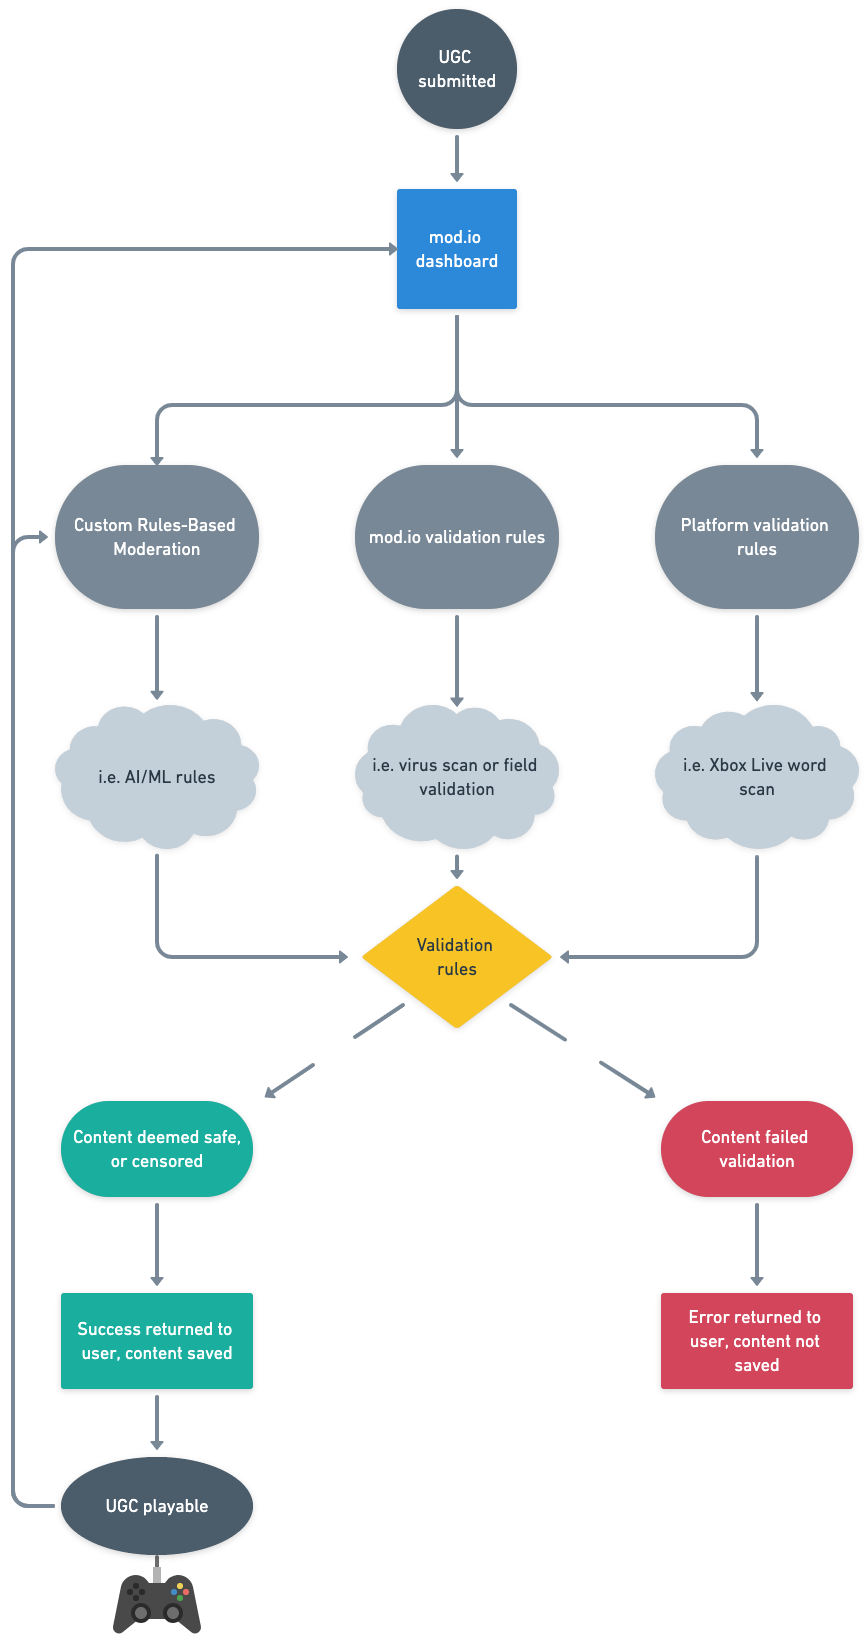 UGC
submitted
mod.io
dashboard
Custom Rules-Based
Moderation
mod.io validation rules
Platform validation
rules
i.e. AI/ML rules
i.e. virus scan or field
validation
i.e. Xbox Live word
scan
Validation
rules
Content deemed safe,
or censored
Content failed
validation
Success returned to
user, content saved
Error returned to
user, content not
saved
UGC playable